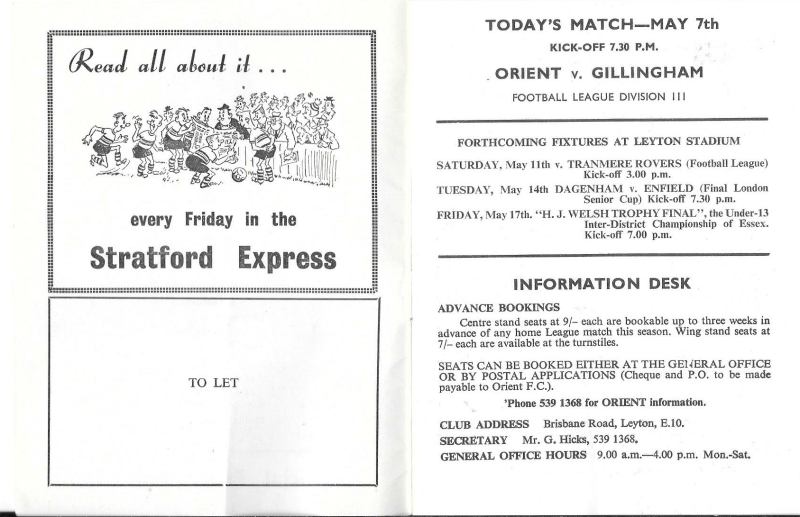 Read all about it . . .
every Friday in the
Stratford Express
TO LET
TODAY'S MATCH—MAY 7th
KICK-OFF 7.30 P.M.
ORIENT v. GILLINGHAM
FOOTBALL LEAGUE DIVISION III
FORTHCOMING FIXTURES AT LEYTON STADIUM
SATURDAY, May 11th v. TRANMERE ROVERS (Football League)
Kick-off 3.00 p.m.
TUESDAY, May 14th DAGENHAM v. ENFIELD (Final London
Senior Cup) Kick-off 7.30 p.m.
FRIDAY, May 17th. "H. J. WELSH TROPHY FINAL", the Under-13
Inter-District Championship of Essex.
Kick-off 7.00 p.m.
INFORMATION DESK
ADVANCE BOOKINGS
Centre stand seats at 9/- each are bookable up to three weeks in
advance of any home League match this season. Wing stand seats at
7/- each are available at the turnstiles.
SEATS CAN BE BOOKED EITHER AT THE GENERAL OFFICE
OR BY POSTAL APPLICATIONS (Cheque and P.O. to be made
payable to Orient F.C.).
'Phone 539 1368 for ORIENT information.
CLUB ADDRESS Brisbane Road, Leyton, E.10.
SECRETARY Mr. G. Hicks, 539 1368.
GENERAL OFFICE HOURS 9.00 a.m.—4.00 p.m. Mon.-Sat.